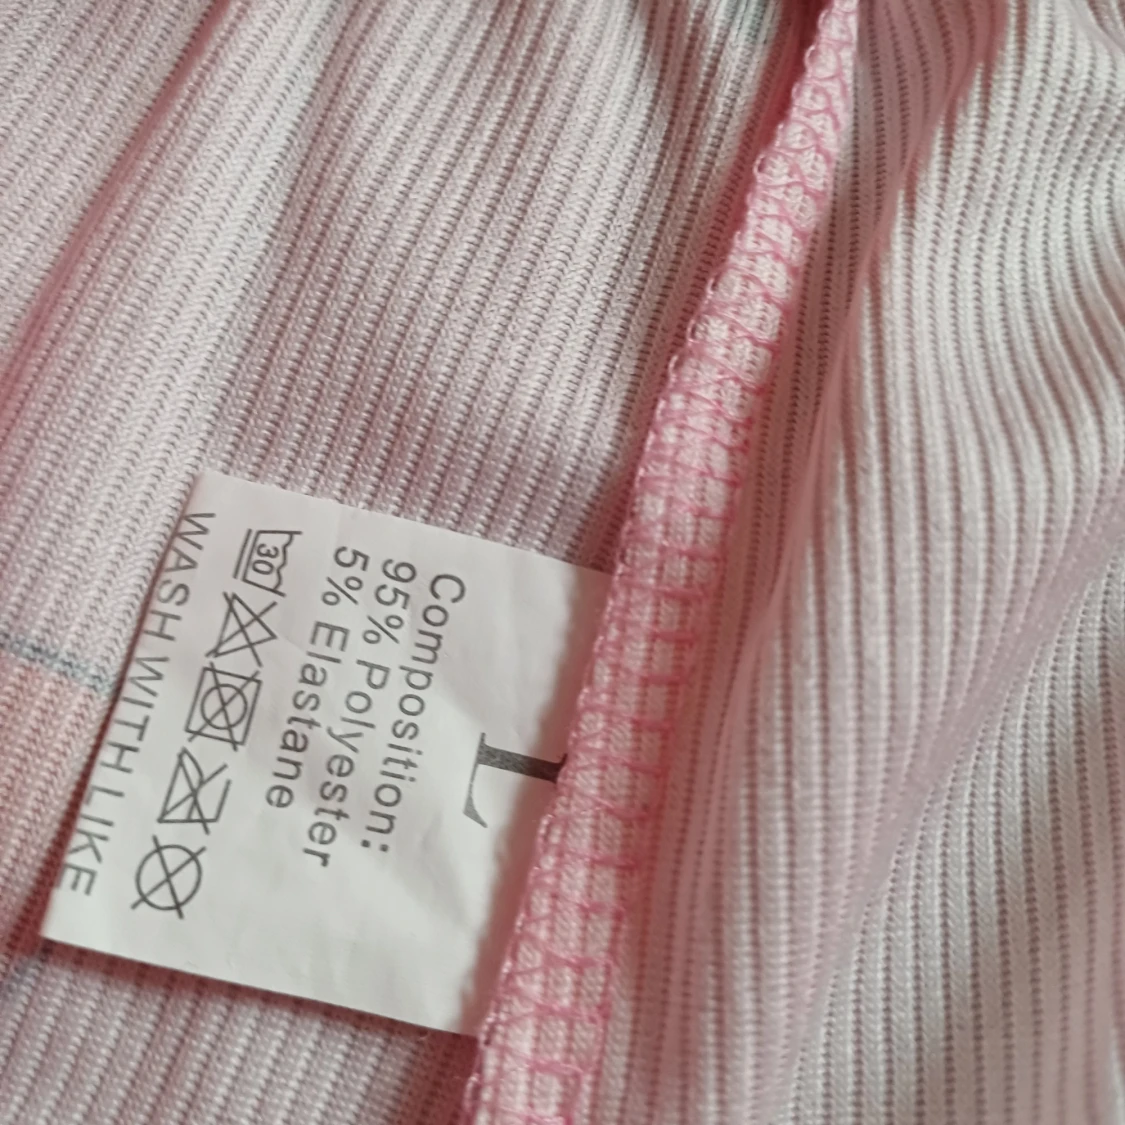 L
Composition:
95% Polyester
5% Elastane
30
WASH WITH LIKE